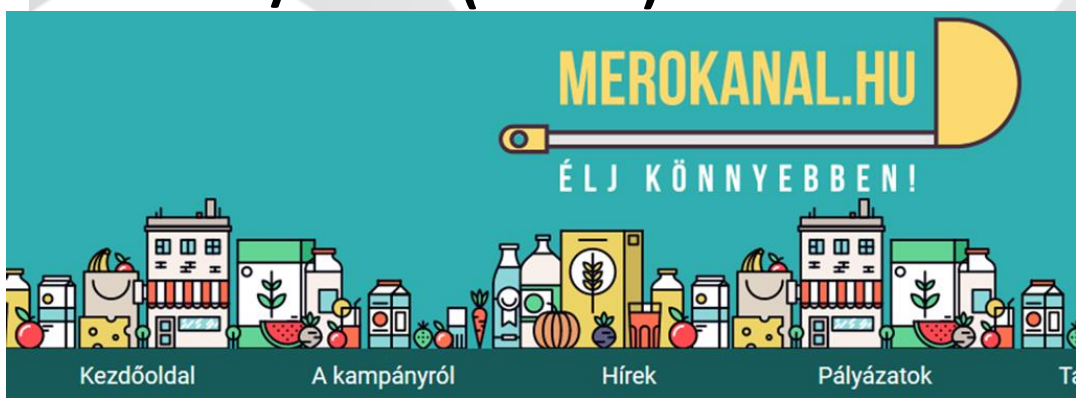 MEROKANAL.HU
ÉLJ KÖNNYEBBEN!
Kezdőoldal A kampányról Hírek Pályázatok